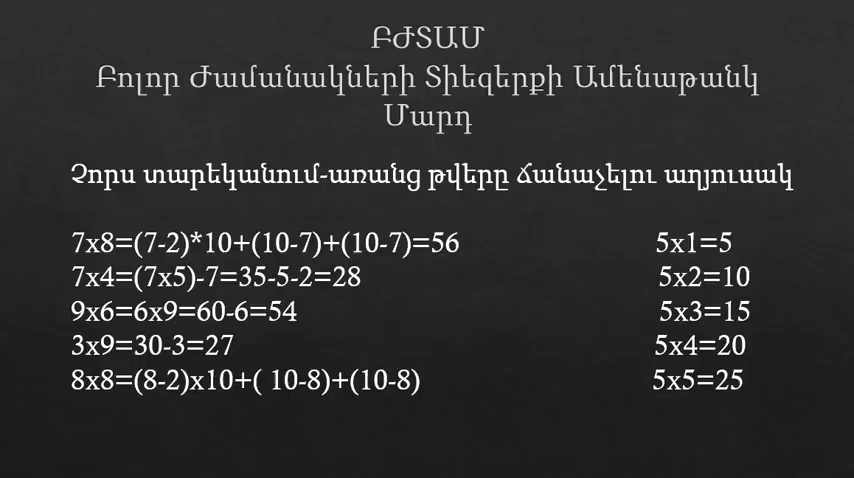 ԲԺՏԱՄ
Բոլոր Ժամանակների Տիեզերքի Ամենաթանկ
Մարդ
Չորս տարեկանում-առանց թվերը ճանաչելու աղյուսակ
7x8=(7-2)*10+(10-7)+(10-7)=56 5x1=5
7x4=(7x5)-7=35-5-2=28 5x2=10
9x6=6x9=60-6=54 5x3=15
3x9=30-3=27 5x4=20
8x8=(8-2)x10+( 10-8)+(10-8) 5x5=25